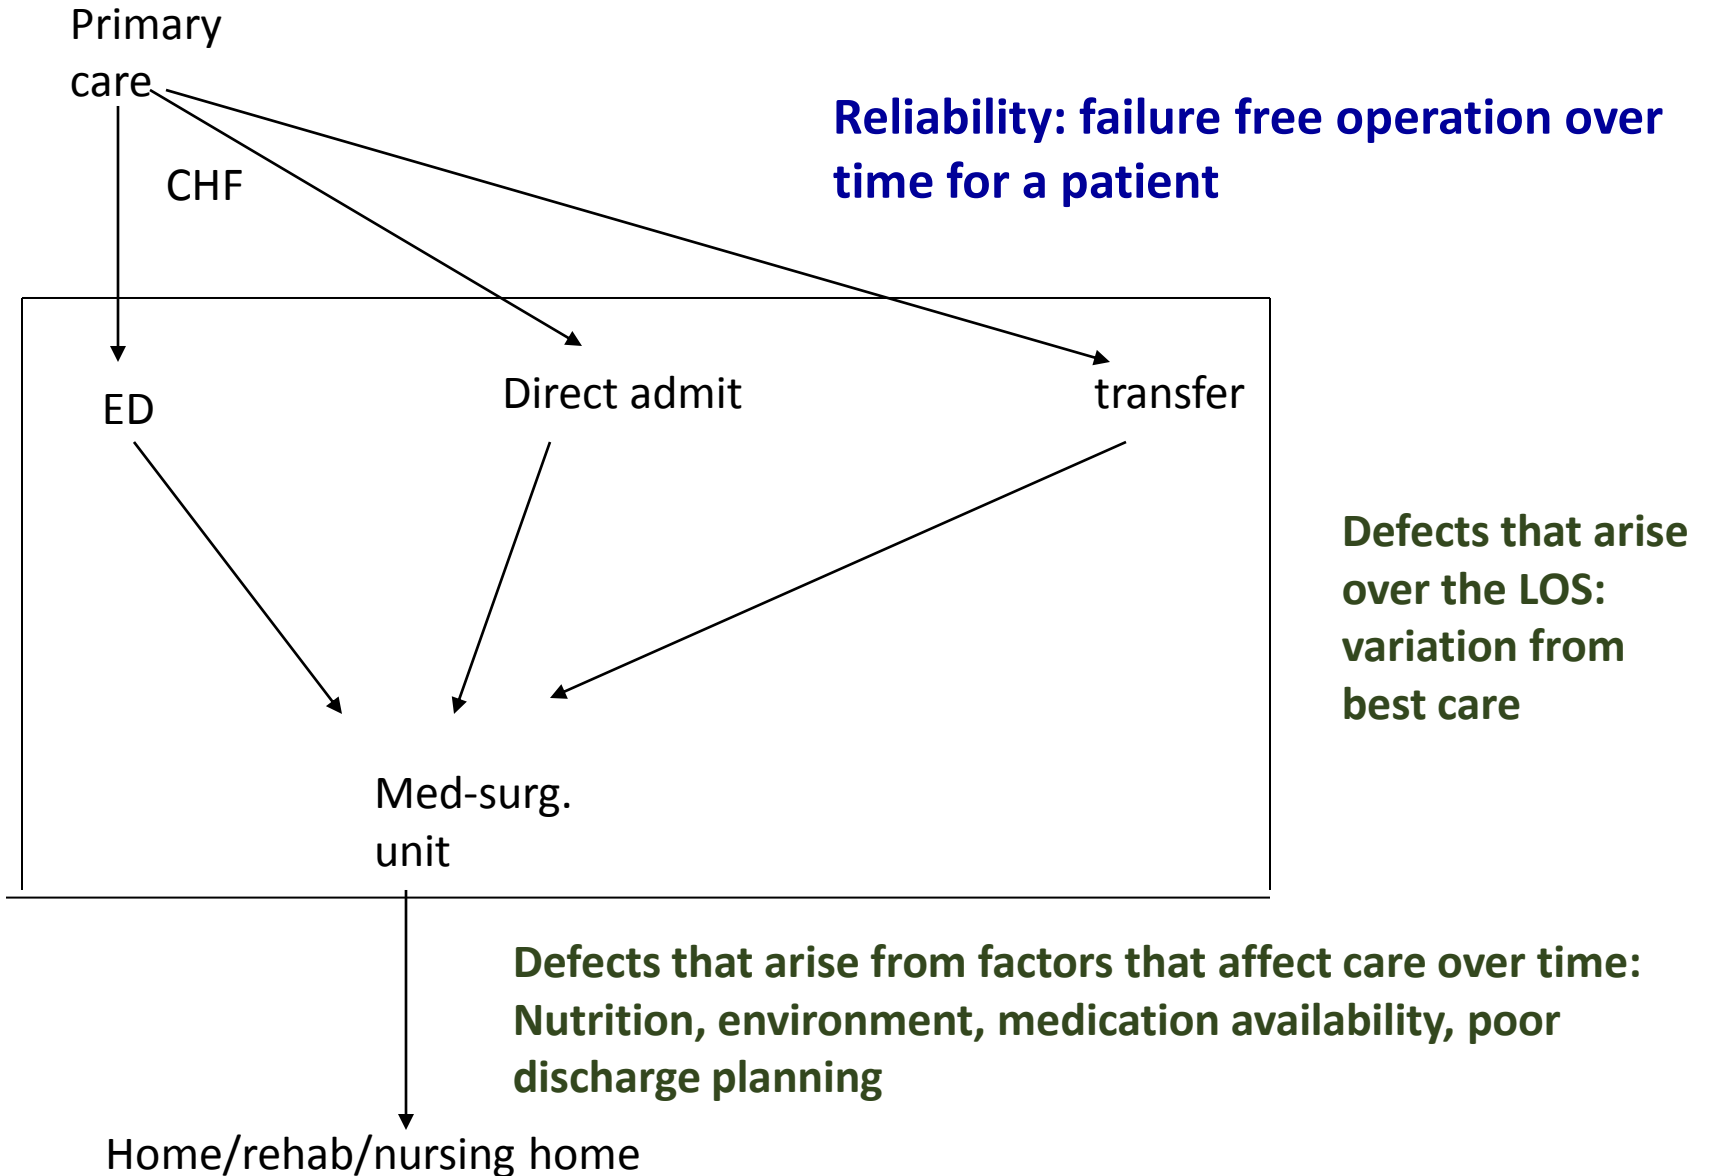 Primary
care
Reliability: failure free operation over
time for a patient
CHF
ED
Direct admit
transfer
Defects that arise
over the LOS:
variation from
best care
Med-surg.
unit
Defects that arise from factors that affect care over time:
Nutrition, environment, medication availability, poor
discharge planning
Home/rehab/nursing home